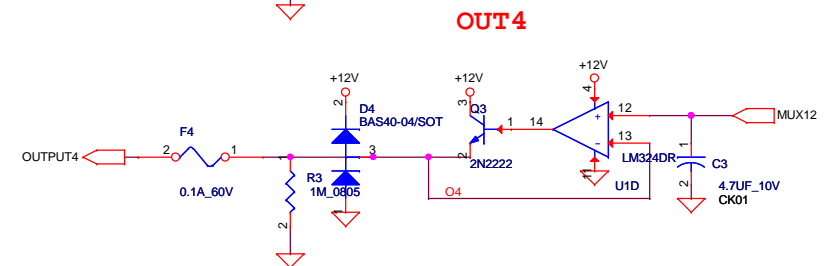 OUT4
+12V
+12V
+12V
2
D4
BAS40-04/SOT
3
Q3
4
12
MUX12
1
14
13
F4
2
1
1
3
2
1
OUTPUT4
2N2222
LM324DR
11
C3
R3
1M_0805
U1D
0.1A_60V
O4
2
4.7UF_10V
1
CK01
2